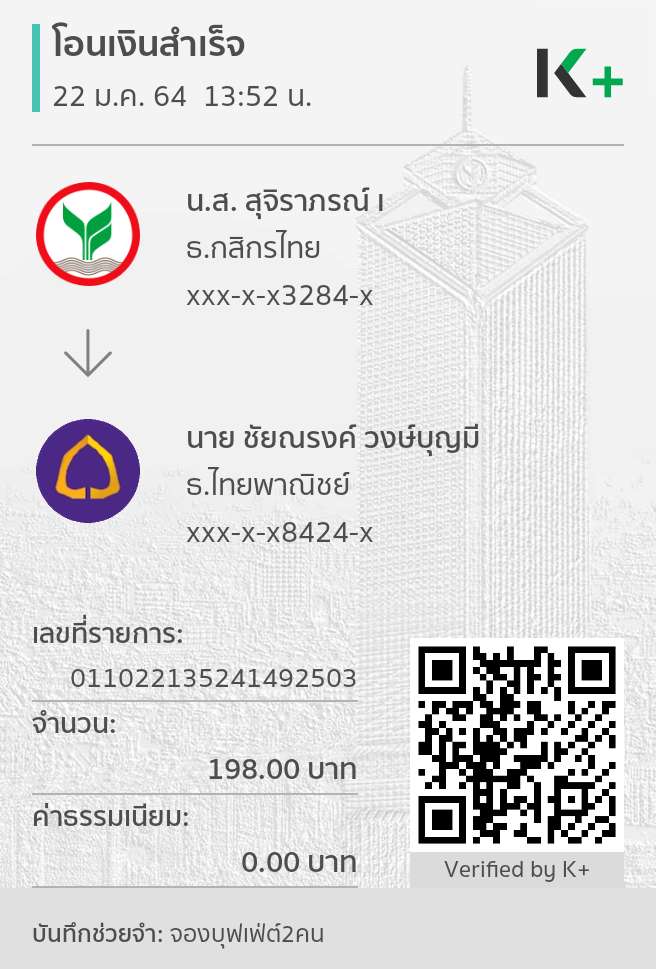 โอนเงินสำเร็จ
22 ม.ค. 64 13:52 น.
K+
น.ส. สุจิราภรณ์ เ
ธ.กสิกรไทย
xxx-x-x3284-x
นาย ชัยณรงค์ วงษ์บุญมี
ธ.ไทยพาณิชย์
xxx-x-x8424-x
เลขที่รายการ:
011022135241492503
จำนวน:
198.00 บาท
ค่าธรรมเนียม:
0.00 บาท
Verified by K+
บันทึกช่วยจำ: จองบุฟเฟ่ต์2คน